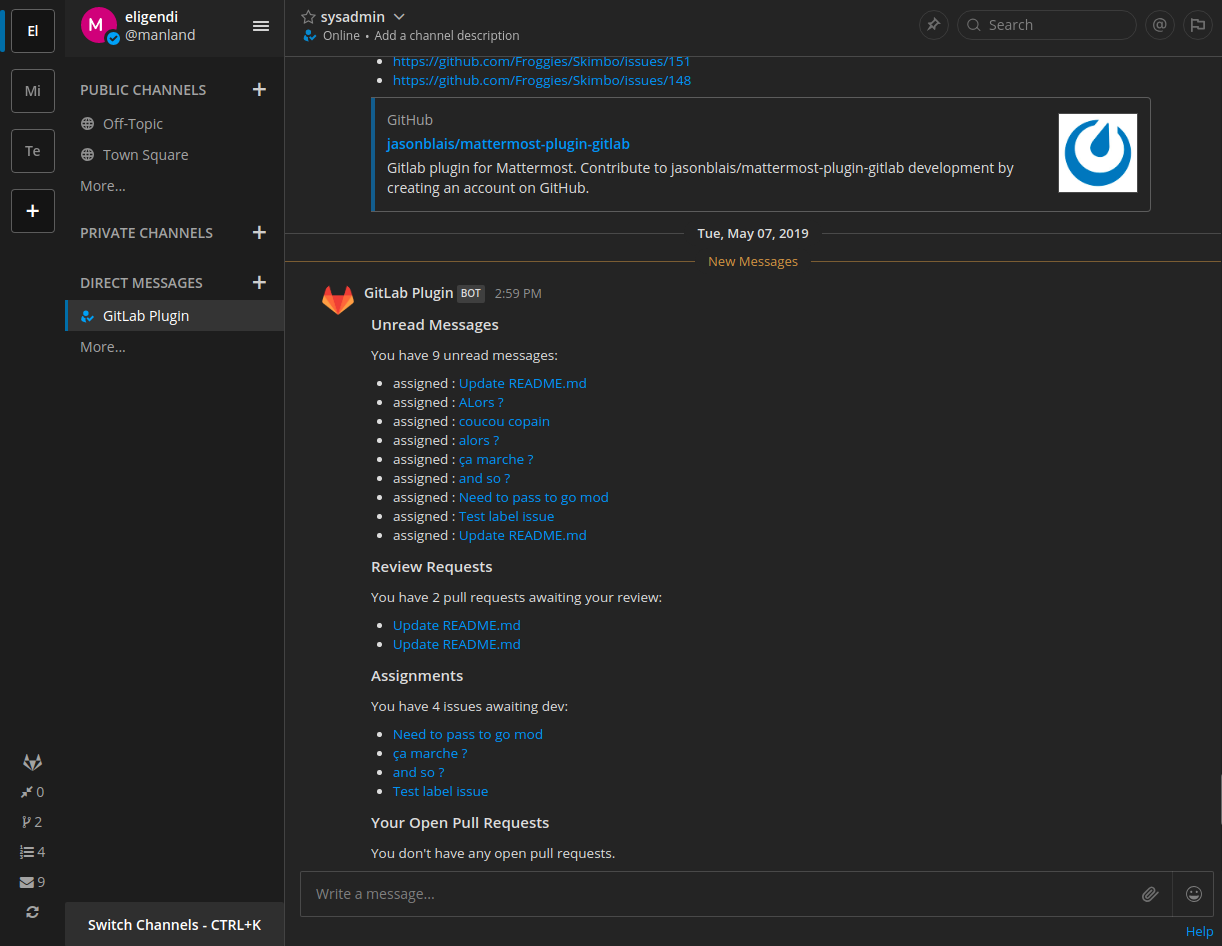 El
Mi
Te
+
0
2
4
9
M
eligendi
@manland
PUBLIC CHANNELS +
Off-Topic
Town Square
More...
PRIVATE CHANNELS +
DIRECT MESSAGES +
GitLab Plugin
More...
Switch Channels - CTRL+K
sysadmin
Online • Add a channel description
Search
@
• https://github.com/Froggies/Skimbo/issues/151
• https://github.com/Froggies/Skimbo/issues/148
GitHub
jasonblais/mattermost-plugin-gitlab
Gitlab plugin for Mattermost. Contribute to jasonblais/mattermost-plugin-gitlab development by
creating an account on GitHub.
Tue, May 07, 2019
New Messages
GitLab Plugin BOT 2:59 PM
Unread Messages
You have 9 unread messages:
• assigned : Update README.md
• assigned : ALors ?
• assigned : coucou copain
• assigned : alors ?
• assigned : ça marche ?
• assigned : and so ?
• assigned : Need to pass to go mod
• assigned : Test label issue
• assigned : Update README.md
Review Requests
You have 2 pull requests awaiting your review:
• Update README.md
• Update README.md
Assignments
You have 4 issues awaiting dev:
• Need to pass to go mod
• ça marche ?
• and so ?
• Test label issue
Your Open Pull Requests
You don't have any open pull requests.
Write a message...
Help